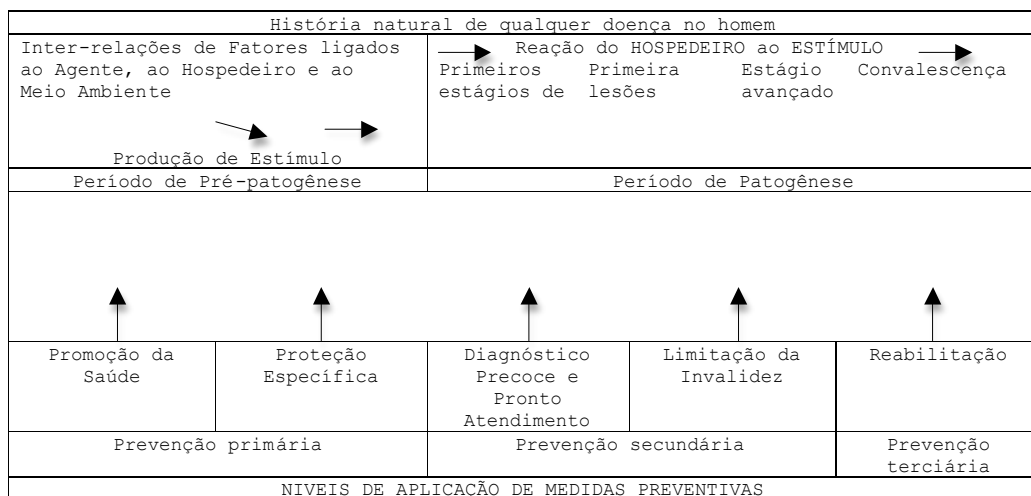 História natural de qualquer doença no homem
Inter-relações de Fatores ligados
ao Agente, ao Hospedeiro e ao
Meio Ambiente
Produção de Estímulo
Reação do HOSPEDEIRO ao ESTÍMULO
Primeiros
estágios de
Primeira
lesões
Estágio
avançado
Convalescença
Período de Pré-patogênese
Período de Patogênese
Promoção da
Saúde
Proteção
Específica
Diagnóstico
Precoce e
Pronto
Atendimento
Limitação da
Invalidez
Reabilitação
Prevenção primária
Prevenção secundária
Prevenção
terciária
NIVEIS DE APLICAÇÃO DE MEDIDAS PREVENTIVAS